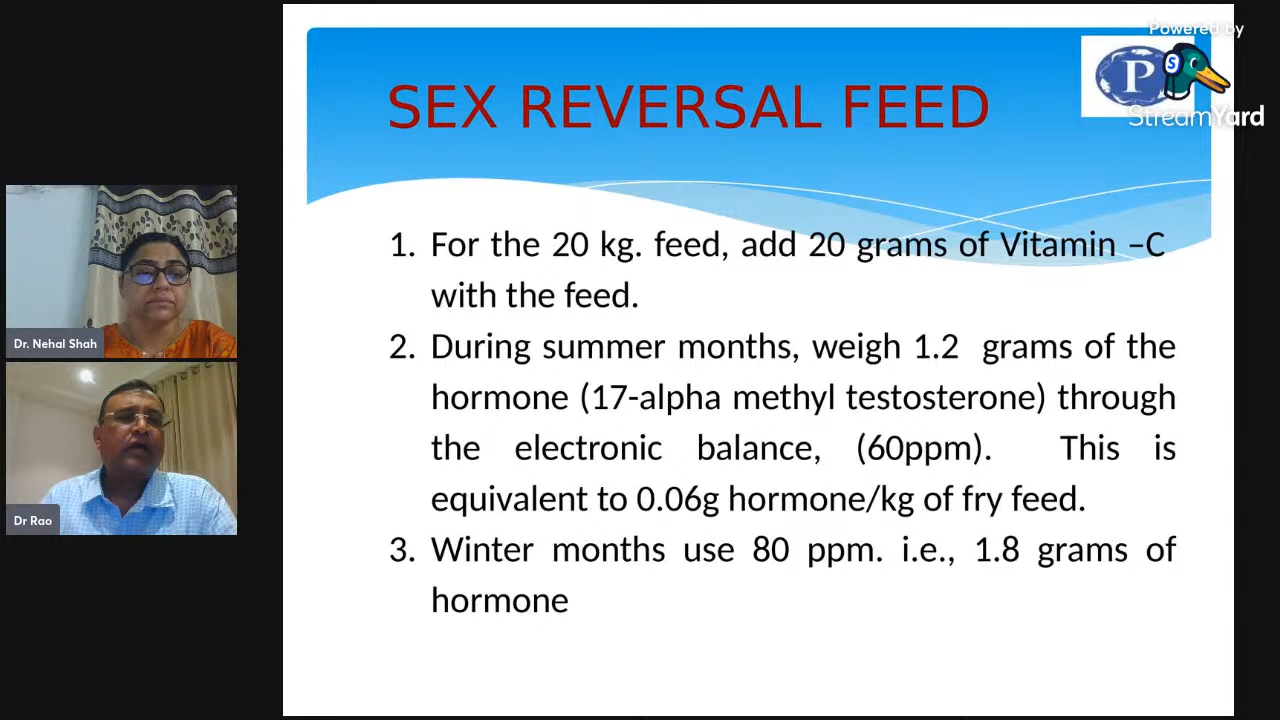 Powered by
P
S
StreamYard
SEX REVERSAL FEED
1. For the 20 kg. feed, add 20 grams of Vitamin –C
with the feed.
2. During summer months, weigh 1.2 grams of the
hormone (17-alpha methyl testosterone) through
the electronic balance, (60ppm). This is
equivalent to 0.06g hormone/kg of fry feed.
3. Winter months use 80 ppm. i.e., 1.8 grams of
hormone
Dr. Nehal Shah
Dr Rao